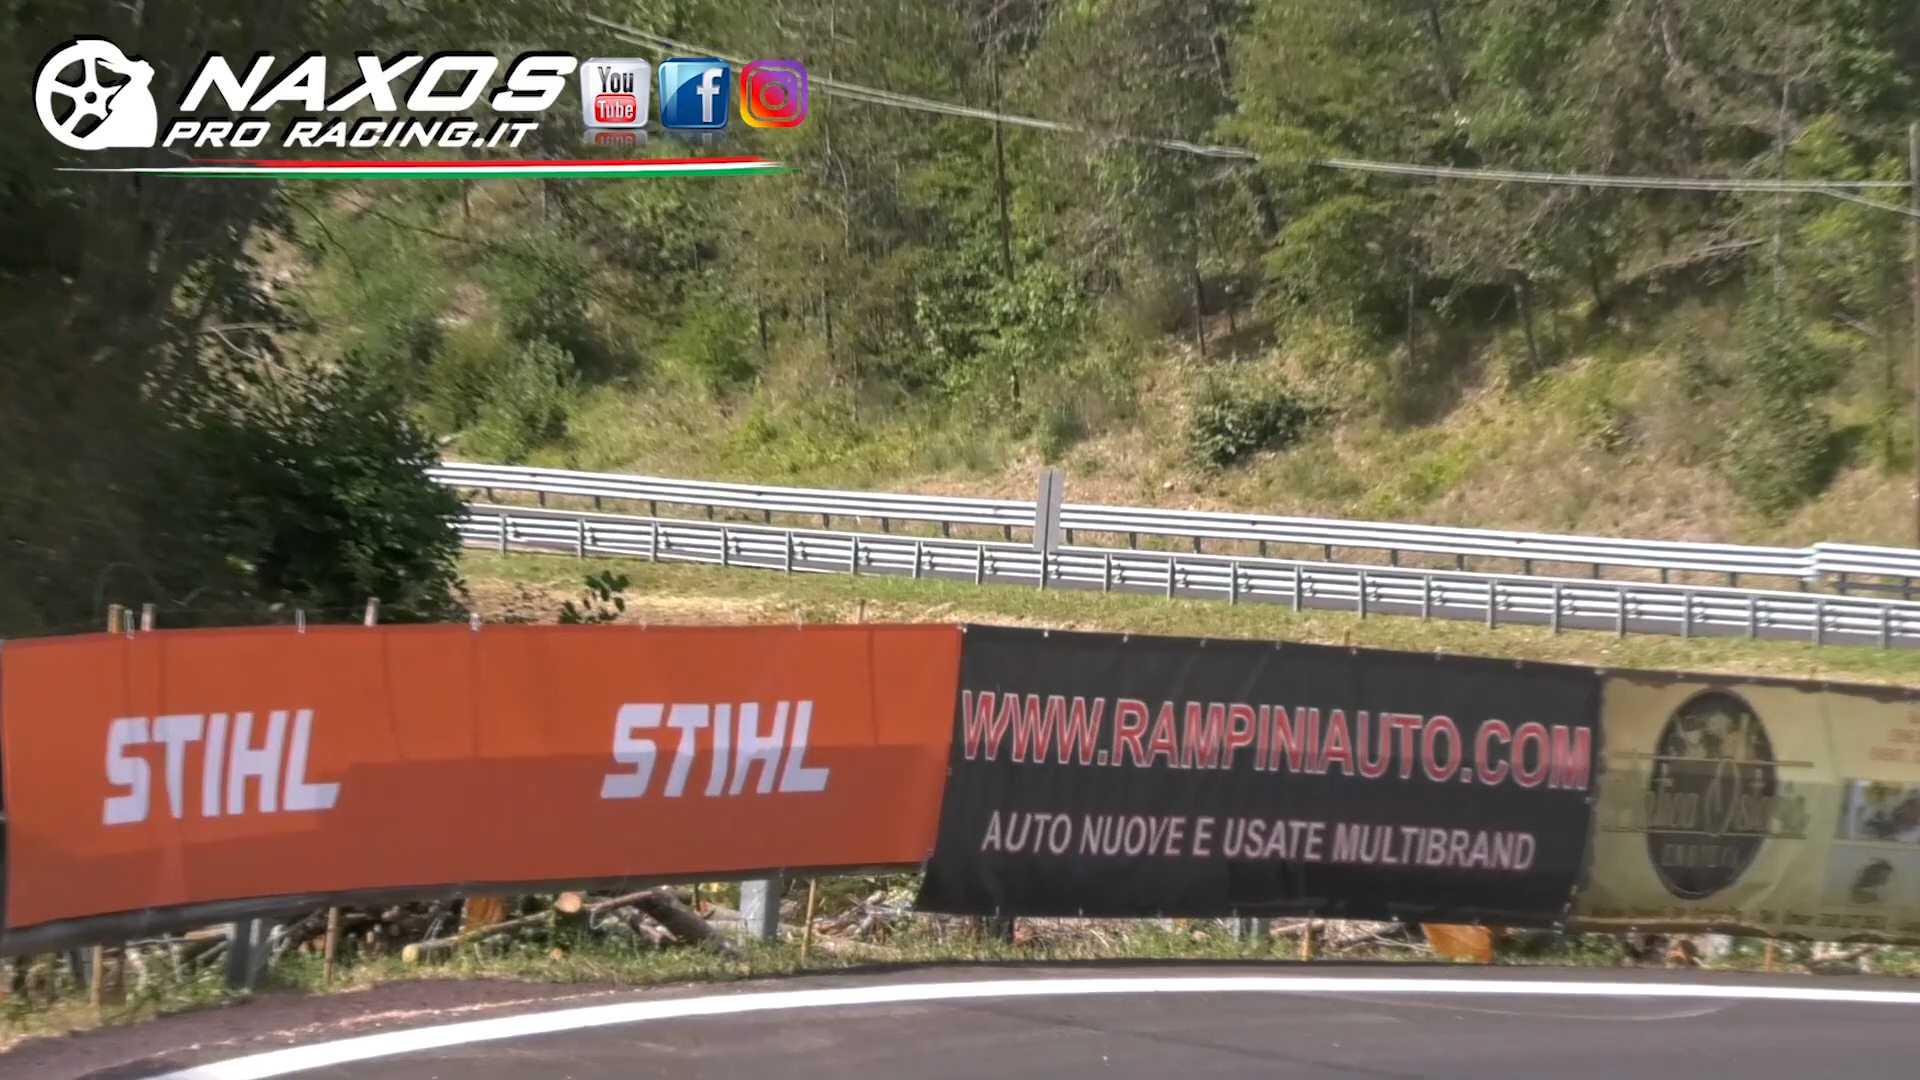 NAXOS
PRO RACING.IT
You
Tube
f
STIHL
STIHL
WWW.RAMPINIAUTO.COM
AUTO NUOVE E USATE MULTIBRAND